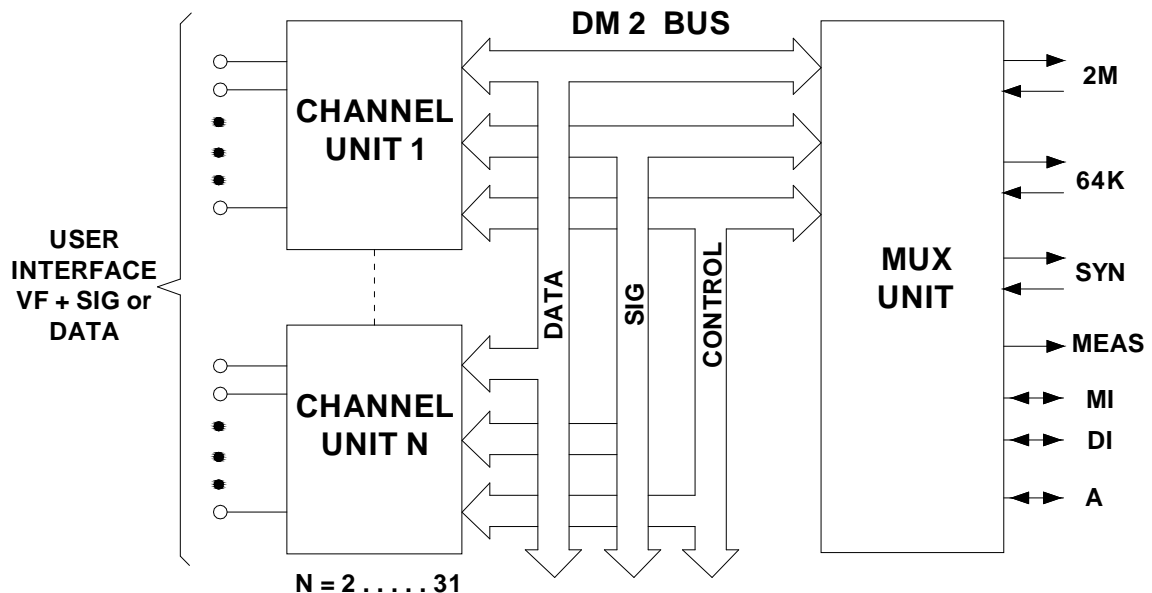 DM 2 BUS
CHANNEL
UNIT 1
USER
INTERFACE
VF + SIG or
DATA
DATA
SIG
CONTROL
MUX
UNIT
2M
64K
SYN
MEAS
MI
DI
A
CHANNEL
UNIT N
N = 2 . . . . . 31